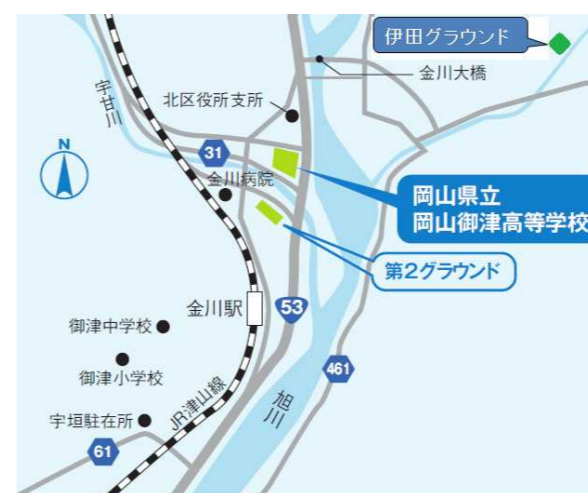 伊田グラウンド
金川大橋
北区役所支所
宇甘川
N
31
金川病院
岡山県立
岡山御津高等学校
第2グラウンド
金川駅
53
御津中学校
御津小学校
461
JR津山線
旭川
宇垣駐在所
61